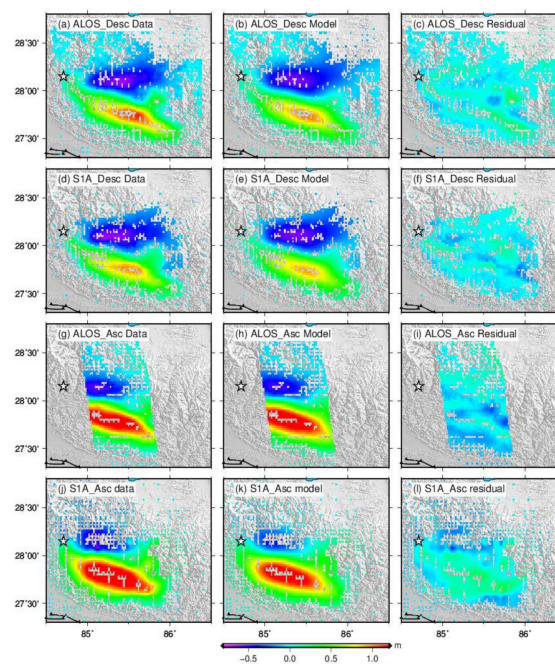 (a) ALOS_Desc Data (b) ALOS_Desc Model (c) ALOS_Desc Residual
28°30'
28°00'
27°30'
(d) S1A_Desc Data (e) S1A_Desc Model (f) S1A_Desc Residual
28°30'
28°00'
27°30'
(g) ALOS_Asc Data (h) ALOS_Asc Model (i) ALOS_Asc Residual
28°30'
28°00'
27°30'
(j) S1A_Asc data (k) S1A_Asc model (l) S1A_Asc residual
28°30'
28°00'
27°30'
85° 86° 85° 86° 85° 86°
m
−0.5 0.0 0.5 1.0